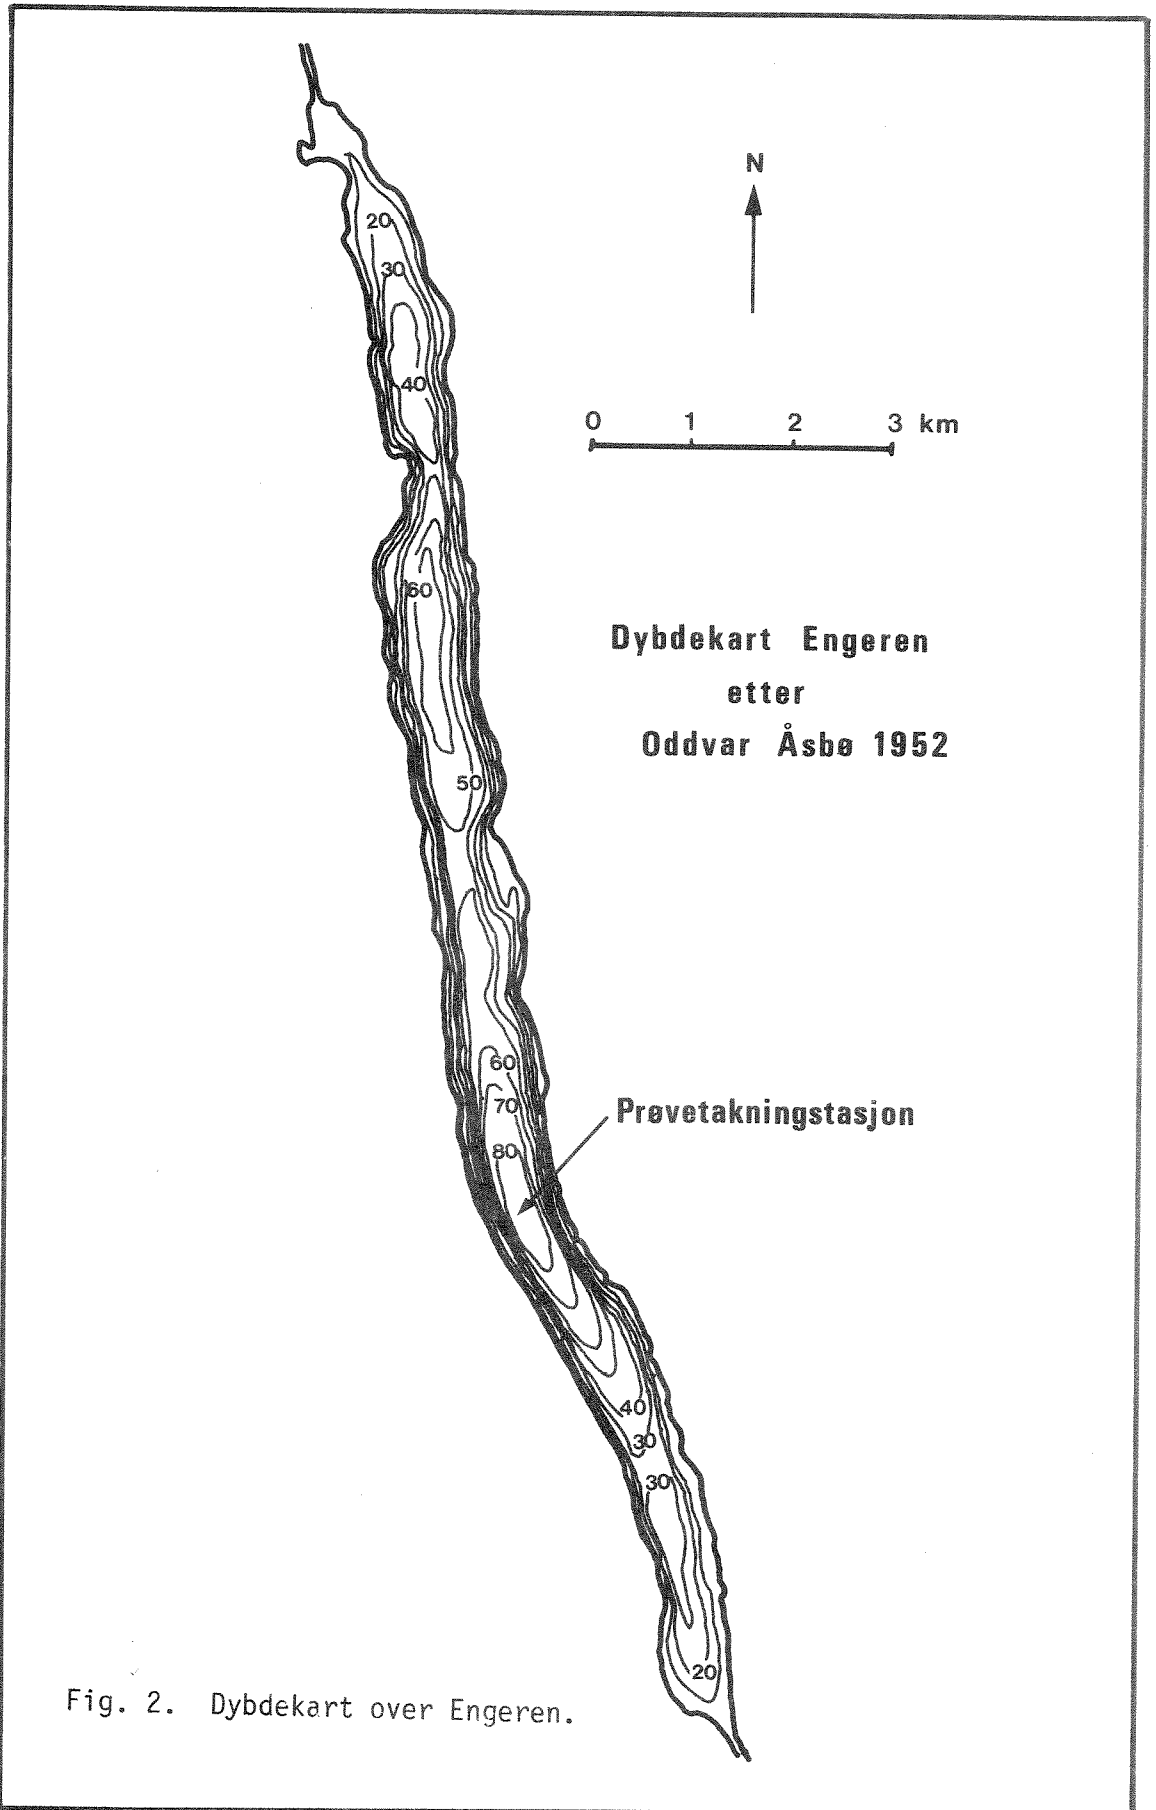 N
20
30
40
0 1 2 3 km
60
Dybdekart Engeren
etter
Oddvar Åsbø 1952
50
60
70
Prøvetakningstasjon
80
40
30
30
20
Fig. 2. Dybdekart over Engeren.